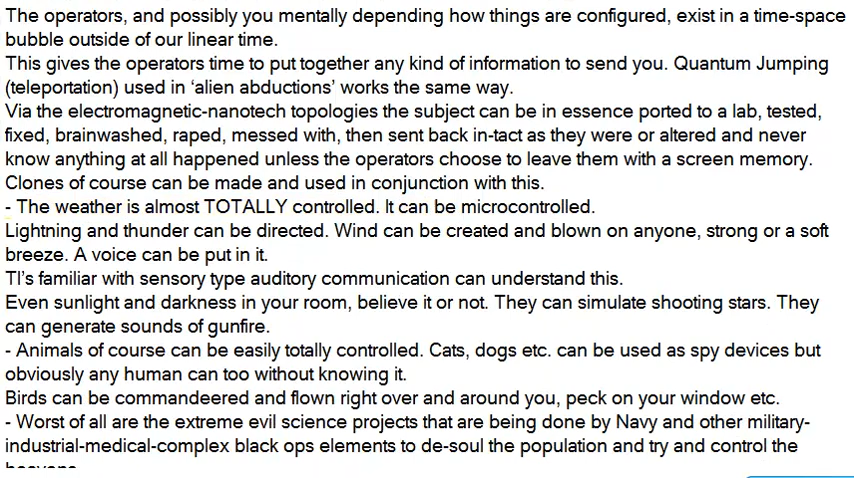 The operators, and possibly you mentally depending how things are configured, exist in a time-space
bubble outside of our linear time.
This gives the operators time to put together any kind of information to send you. Quantum Jumping
(teleportation) used in ‘alien abductions’ works the same way.
Via the electromagnetic-nanotech topologies the subject can be in essence ported to a lab, tested,
fixed, brainwashed, raped, messed with, then sent back in-tact as they were or altered and never
know anything at all happened unless the operators choose to leave them with a screen memory.
Clones of course can be made and used in conjunction with this.
- The weather is almost TOTALLY controlled. It can be microcontrolled.
Lightning and thunder can be directed. Wind can be created and blown on anyone, strong or a soft
breeze. A voice can be put in it.
TI’s familiar with sensory type auditory communication can understand this.
Even sunlight and darkness in your room, believe it or not. They can simulate shooting stars. They
can generate sounds of gunfire.
- Animals of course can be easily totally controlled. Cats, dogs etc. can be used as spy devices but
obviously any human can too without knowing it.
Birds can be commandeered and flown right over and around you, peck on your window etc.
- Worst of all are the extreme evil science projects that are being done by Navy and other military-
industrial-medical-complex black ops elements to de-soul the population and try and control the